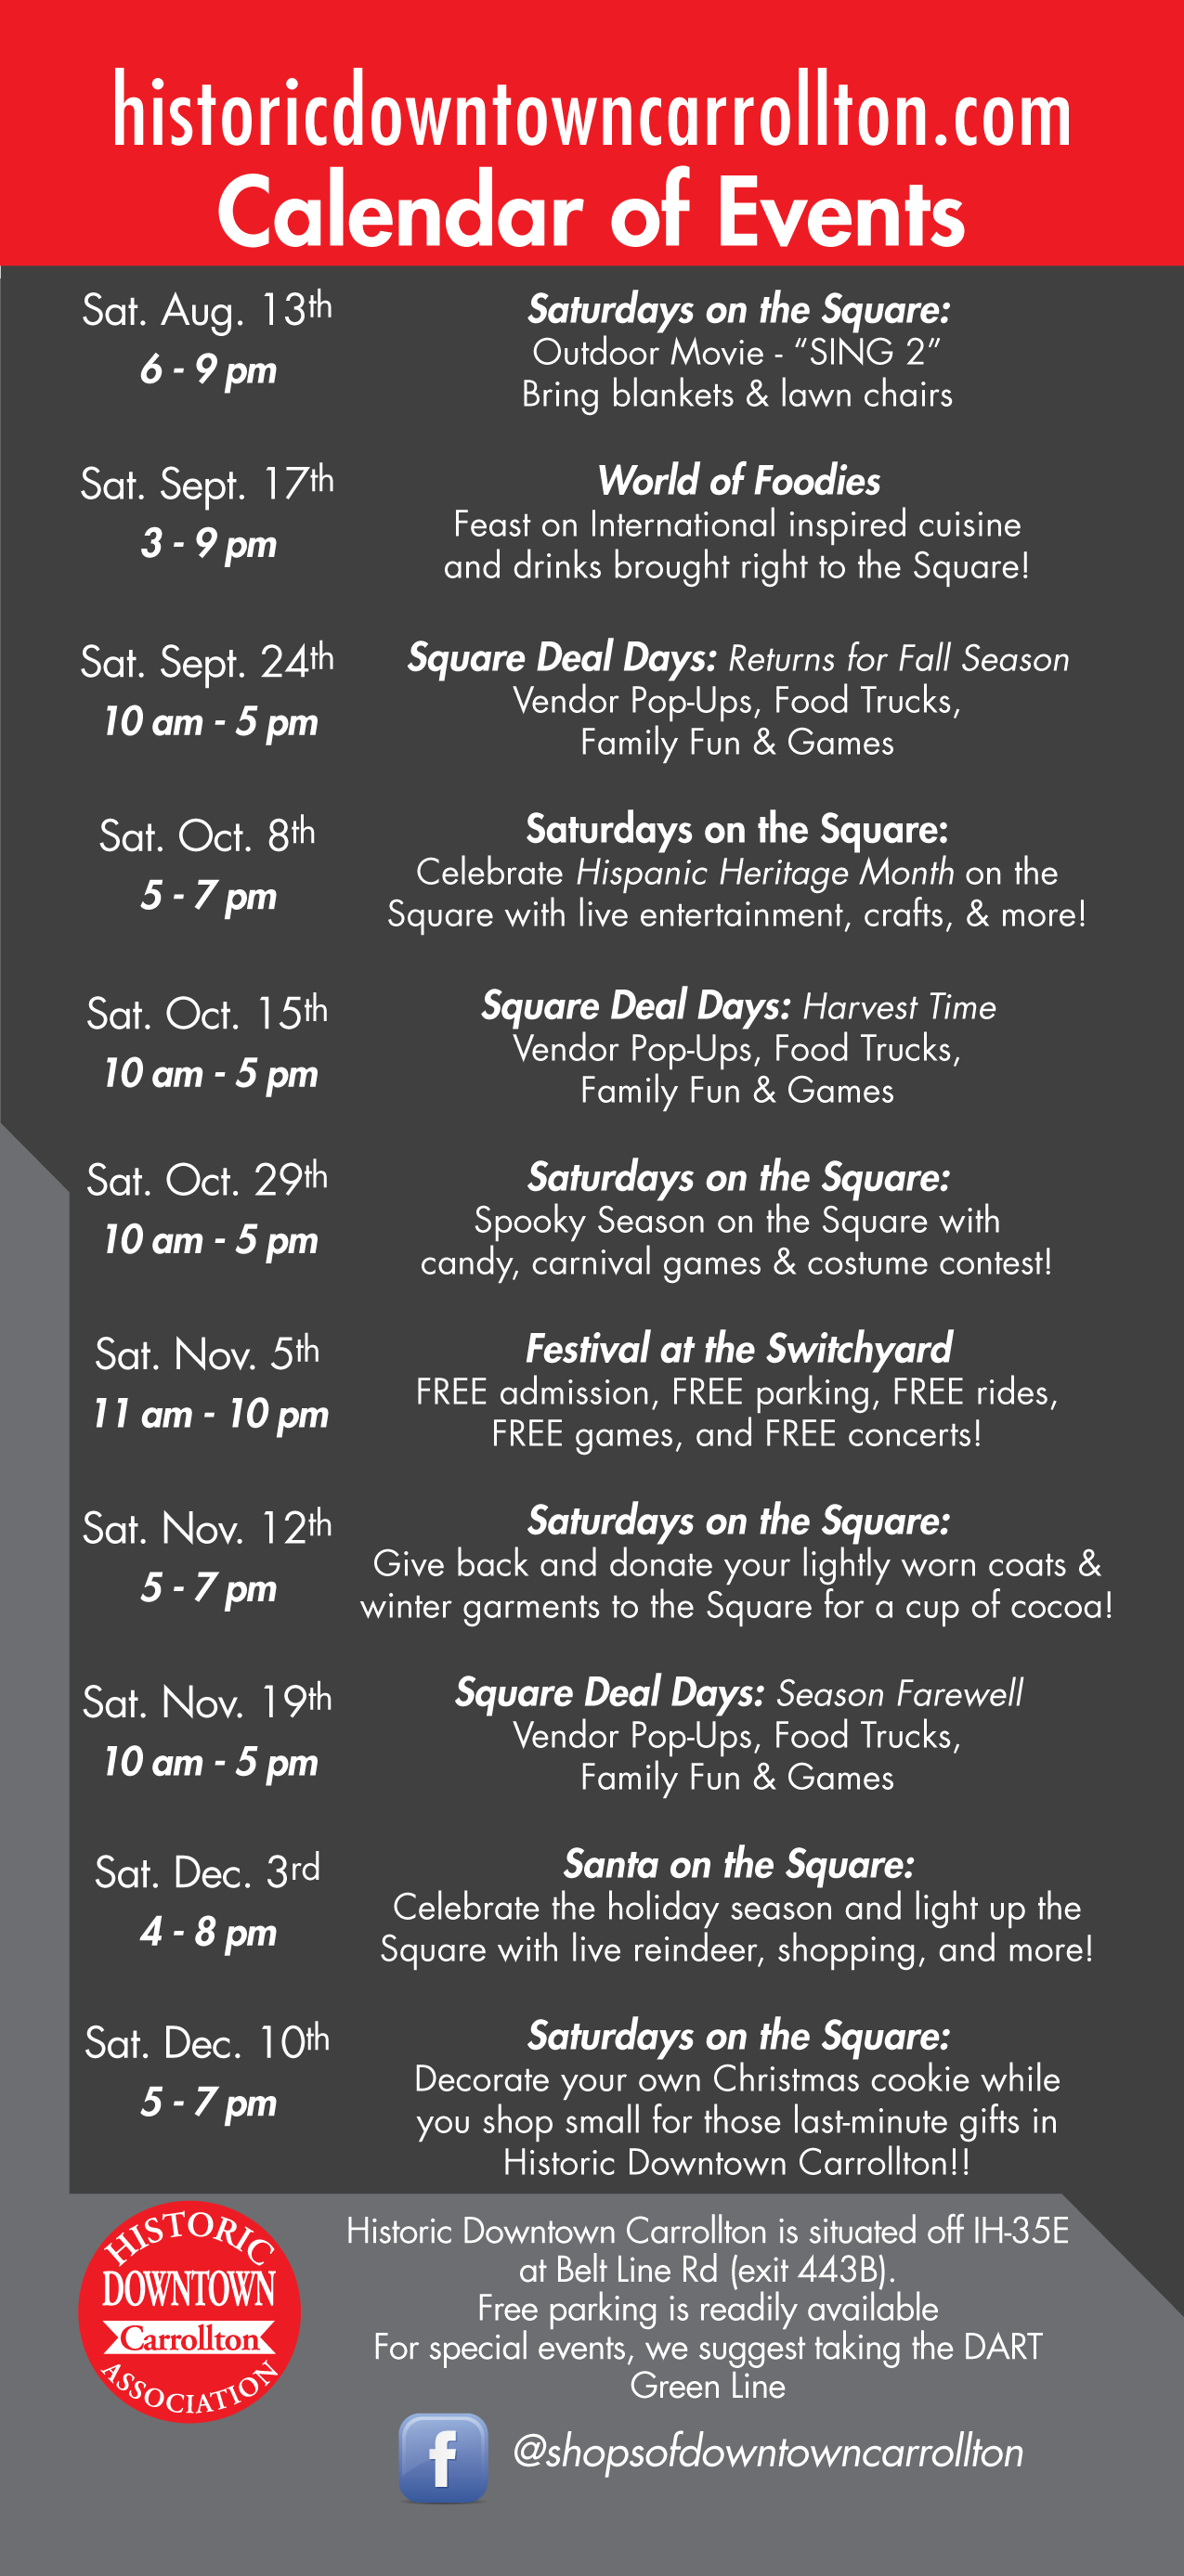 historicdowntowncarrollton.com
Calendar of Events
Sat. Aug. 13th
6 - 9 pm
Saturdays on the Square:
Outdoor Movie - “SING 2”
Bring blankets & lawn chairs
Sat. Sept. 17th
3 - 9 pm
World of Foodies
Feast on International inspired cuisine
and drinks brought right to the Square!
Sat. Sept. 24th
10 am - 5 pm
Square Deal Days: Returns for Fall Season
Vendor Pop-Ups, Food Trucks,
Family Fun & Games
Sat. Oct. 8th
5 - 7 pm
Saturdays on the Square:
Celebrate Hispanic Heritage Month on the
Square with live entertainment, crafts, & more!
Sat. Oct. 15th
10 am - 5 pm
Square Deal Days: Harvest Time
Vendor Pop-Ups, Food Trucks,
Family Fun & Games
Sat. Oct. 29th
10 am - 5 pm
Saturdays on the Square:
Spooky Season on the Square with
candy, carnival games & costume contest!
Sat. Nov. 5th
11 am - 10 pm
Festival at the Switchyard
FREE admission, FREE parking, FREE rides,
FREE games, and FREE concerts!
Sat. Nov. 12th
5 - 7 pm
Saturdays on the Square:
Give back and donate your lightly worn coats &
winter garments to the Square for a cup of cocoa!
Sat. Nov. 19th
10 am - 5 pm
Square Deal Days: Season Farewell
Vendor Pop-Ups, Food Trucks,
Family Fun & Games
Sat. Dec. 3rd
4 - 8 pm
Santa on the Square:
Celebrate the holiday season and light up the
Square with live reindeer, shopping, and more!
Sat. Dec. 10th
5 - 7 pm
Saturdays on the Square:
Decorate your own Christmas cookie while
you shop small for those last-minute gifts in
Historic Downtown Carrollton!!
HISTORIC
DOWNTOWN
Carrollton
ASSOCIATION
Historic Downtown Carrollton is situated off IH-35E
at Belt Line Rd (exit 443B).
Free parking is readily available
For special events, we suggest taking the DART
Green Line
f
@shopsofdowntowncarrollton